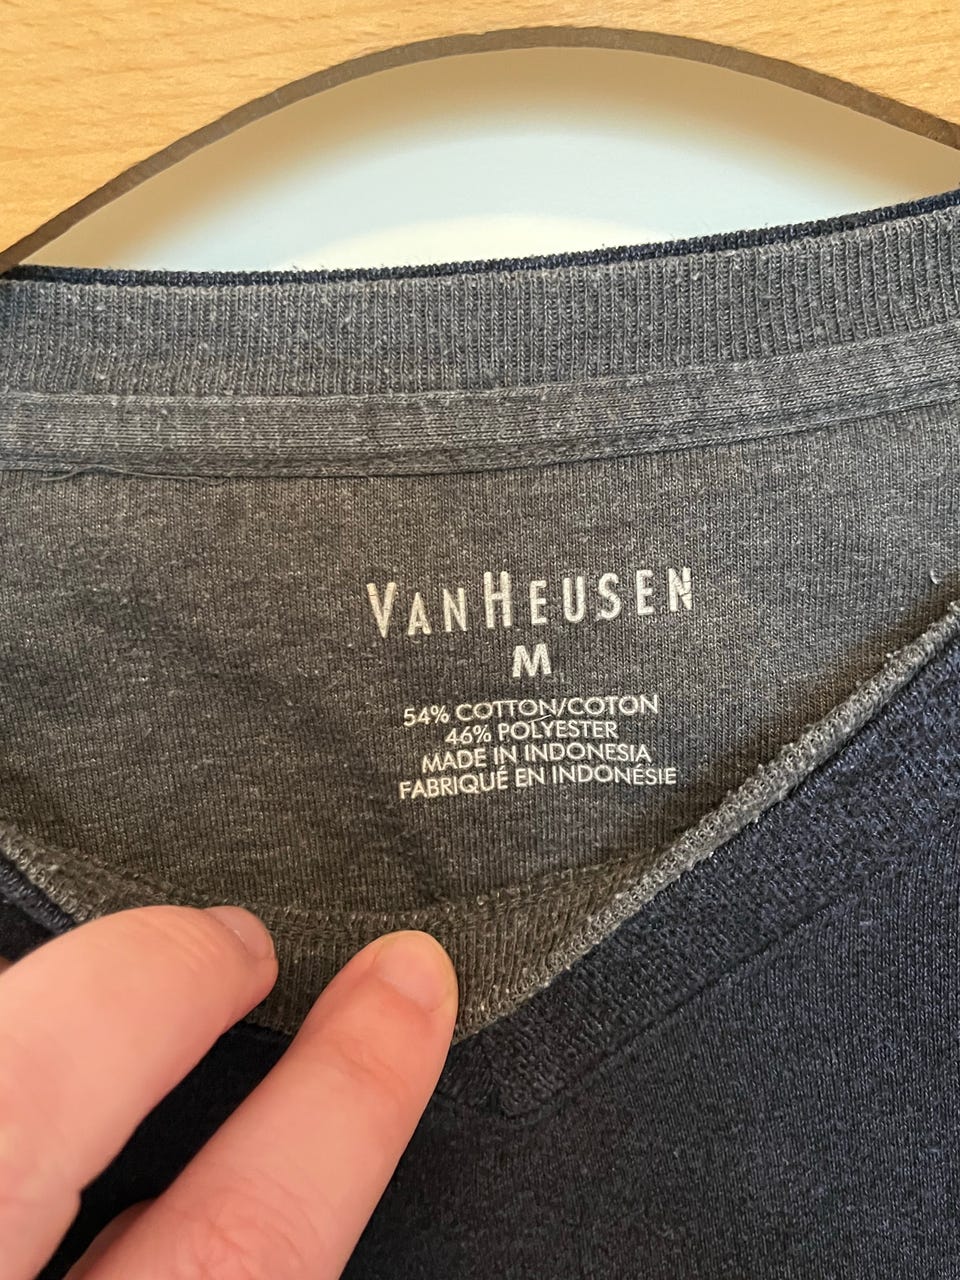 VANHEUSEN
M
54% COTTON/COTON
46% POLYESTER
MADE IN INDONESIA
FABRIQUÉ EN INDONÉSIE